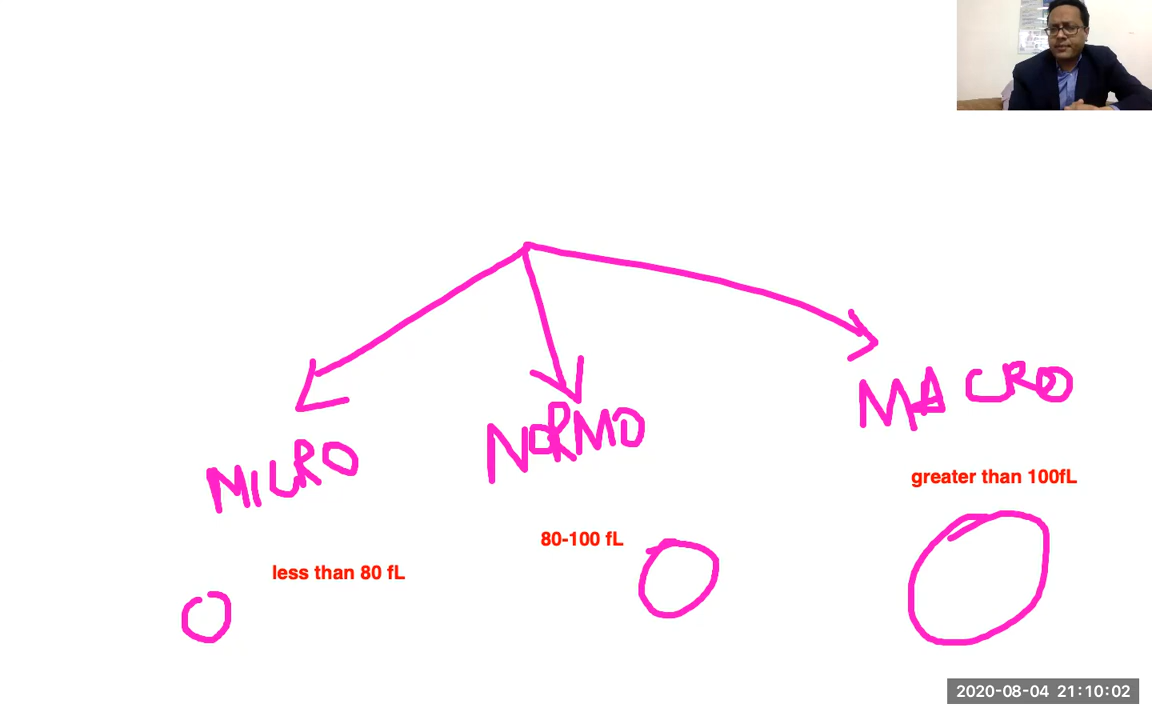 MICRO
NORMO
MACRO
greater than 100fL
80-100 fL
less than 80 fL
2020-08-04 21:10:02